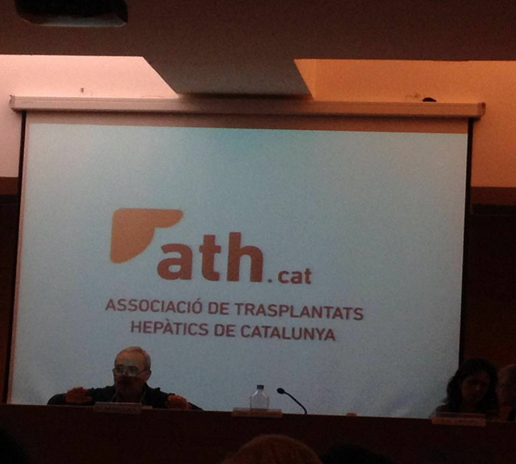 ath.cat
ASSOCIACIÓ DE TRASPLANTATS
HEPÀTICS DE CATALUNYA